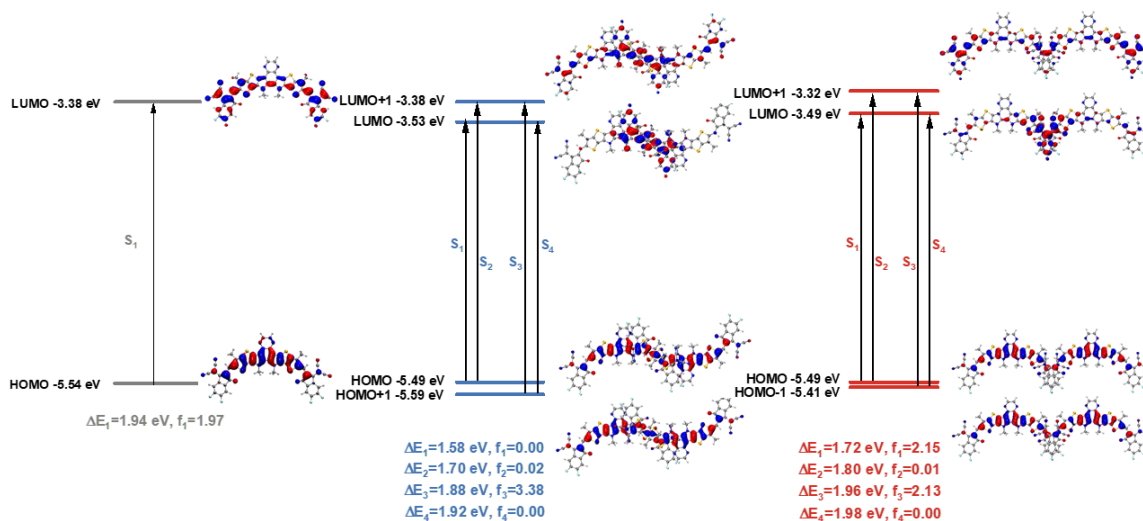 LUMO -3.38 eV
S1
HOMO -5.54 eV
ΔE1=1.94 eV, f1=1.97
LUMO+1 -3.38 eV
LUMO -3.53 eV
S1
S2
S3
S4
HOMO -5.49 eV
HOMO+1 -5.59 eV
ΔE1=1.58 eV, f1=0.00
ΔE2=1.70 eV, f2=0.02
ΔE3=1.88 eV, f3=3.38
ΔE4=1.92 eV, f4=0.00
LUMO+1 -3.32 eV
LUMO -3.49 eV
S1
S2
S3
S4
HOMO -5.49 eV
HOMO-1 -5.41 eV
ΔE1=1.72 eV, f1=2.15
ΔE2=1.80 eV, f2=0.01
ΔE3=1.96 eV, f3=2.13
ΔE4=1.98 eV, f4=0.00